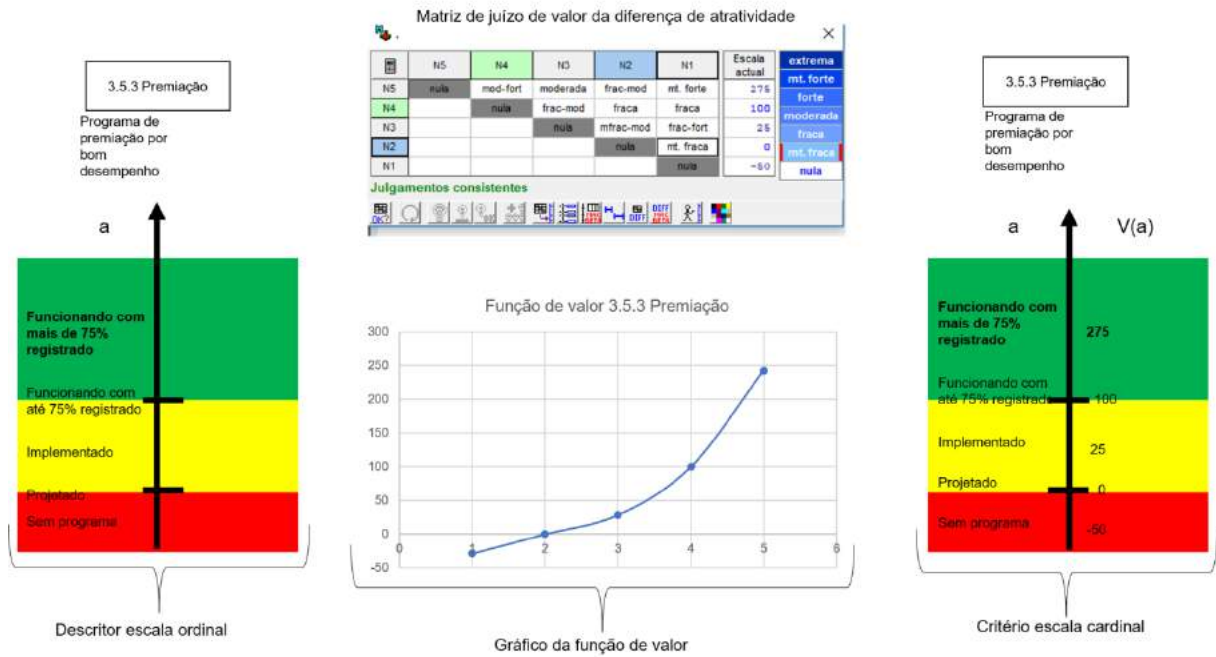 Matriz de juízo de valor da diferença de atratividade
3.5.3 Premiação
Programa de
premiação por
bom
desempenho
a
Funcionando com
mais de 75%
registrado
Funcionando com
até 75% registrado
Implementado
Projetado
Sem programa
Descritor escala ordinal
N5 N4 N3 N2 N1 Escala actual
N5 nula mod-fort moderada frac-mod mt. forte 275
N4 nula frac-mod fraca fraca 100
N3 nula mfrac-mod frac-fort 25
N2 nula mt. fraca 0
N1 nula -50
extrema
mt. forte
forte
moderada
fraca
mt. fraca
nula
Julgamentos consistentes
OK?
DIFF
DIFF
Função de valor 3.5.3 Premiação
300
250
200
150
100
50
0
-50
0 1 2 3 4 5 6
Gráfico da função de valor
3.5.3 Premiação
Programa de
premiação por
bom
desempenho
a V(a)
Funcionando com
mais de 75%
registrado
275
Funcionando com
até 75% registrado 100
Implementado 25
Projetado 0
Sem programa -50
Critério escala cardinal